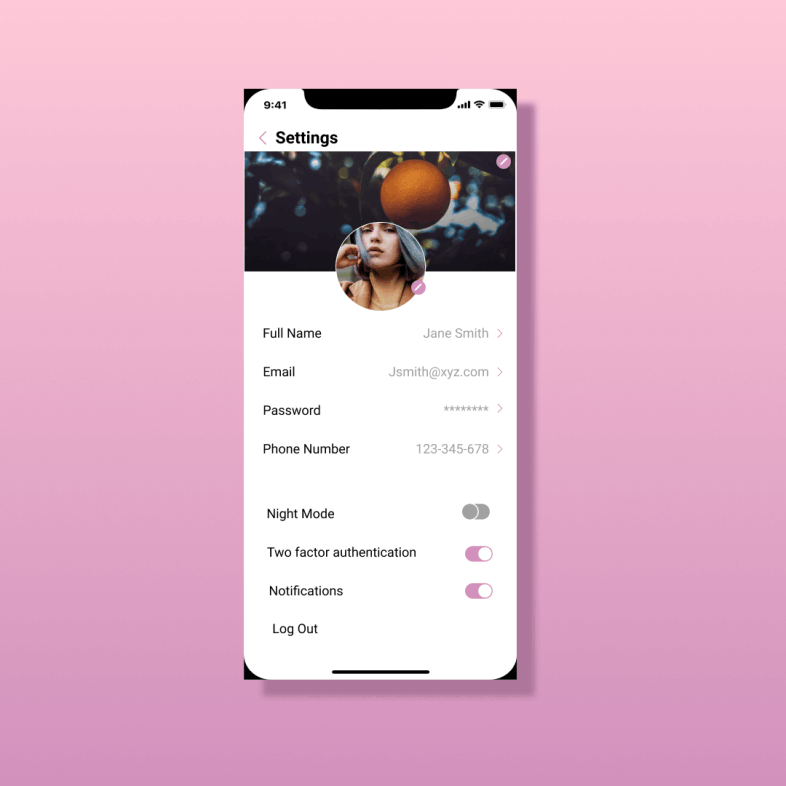 9:41
Settings
Full Name Jane Smith
Email Jsmith@xyz.com
Password ********
Phone Number 123-345-678
Night Mode
Two factor authentication
Notifications
Log Out